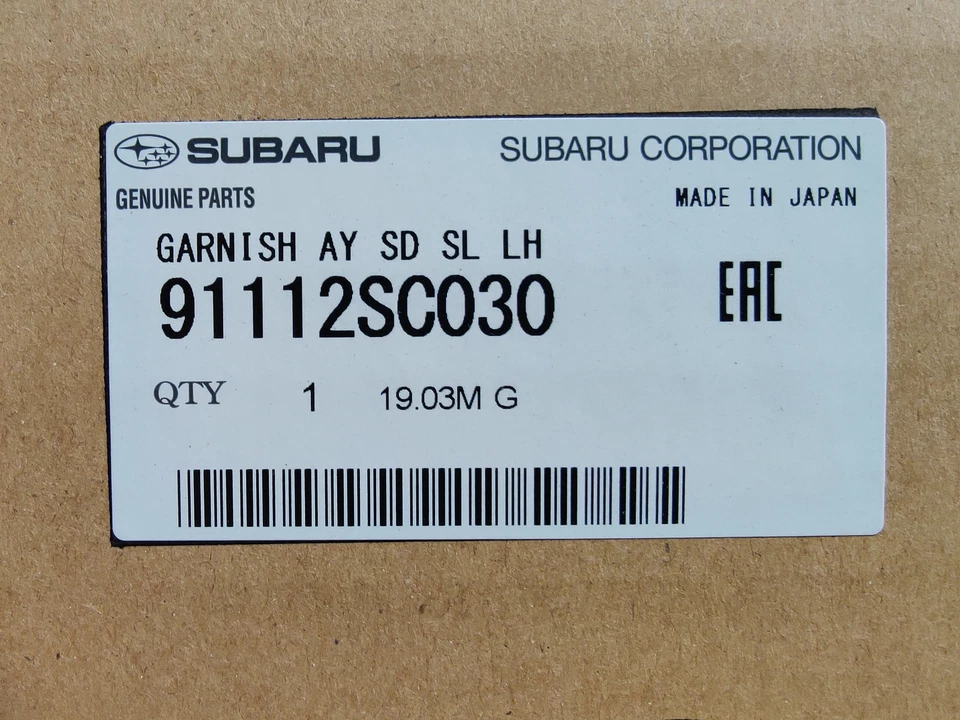 SUBARU SUBARU CORPORATION
GENUINE PARTS MADE IN JAPAN
GARNISH AY SD SL LH
91112SC030 EAC
QTY 1 19.03M G